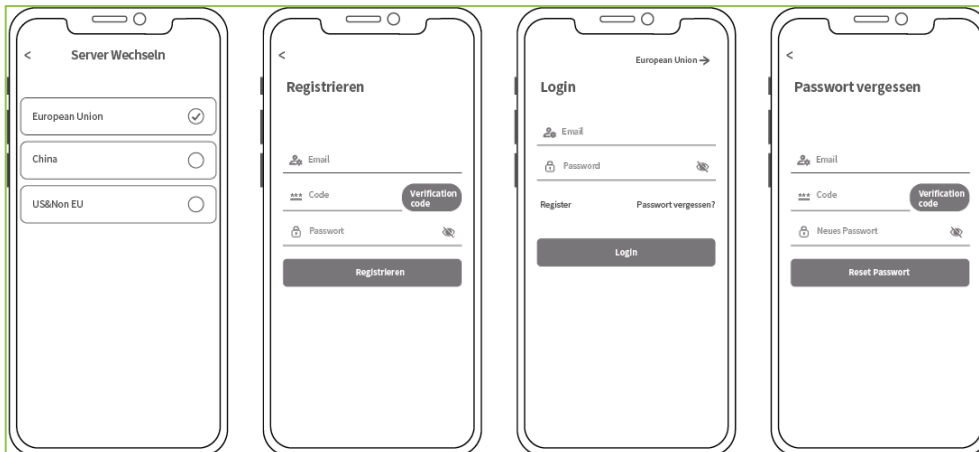 Server Wechseln
European Union
China
US&Non EU
Registrieren
Email
Code
Verification
code
Passwort
Registrieren
European Union
Login
Email
Password
Register
Passwort vergessen?
Login
Passwort vergessen
Email
Code
Verification
code
Neues Passwort
Reset Passwort